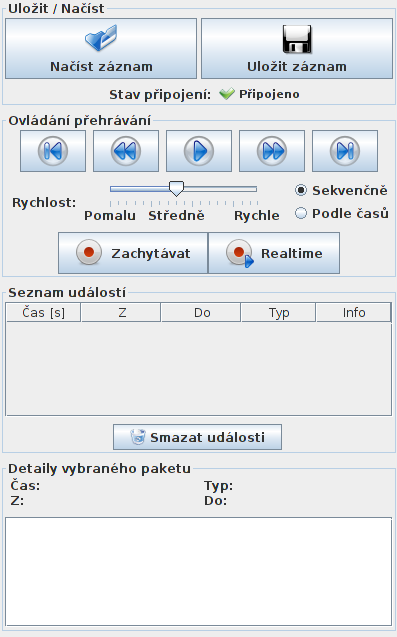 Uložit / Načíst
Načíst záznam
Uložit záznam
Stav připojení: Připojeno
Ovládání přehrávání
Rychlost:
Pomalu Středně Rychle
Sekvenčně
Podle časů
Zachytávat
Realtime
Seznam událostí
Čas [s] Z Do Typ Info
Smazat události
Detaily vybraného paketu
Čas: Typ:
Z: Do: